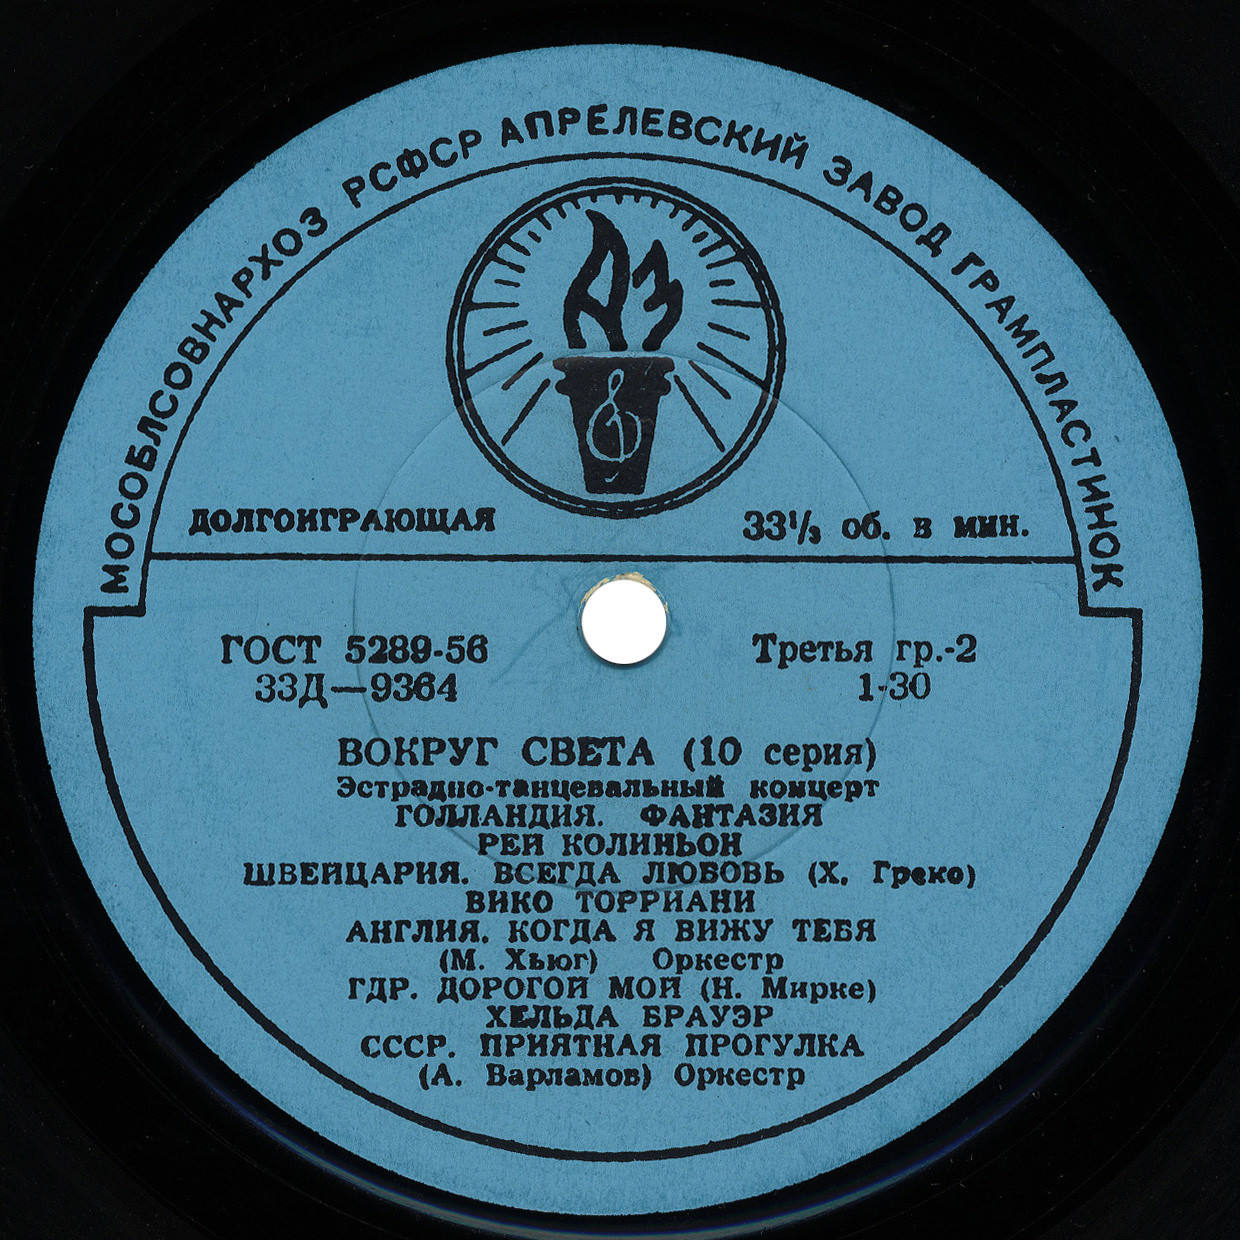 МОСОБЛСОВНАРХОЗ РСФСР АПРЕЛЕВСКИЙ ЗАВОД ГРАМПЛАСТИНОК
АЗ
ДОЛГОИГРАЮЩАЯ 33⅓ об. в мин.
ГОСТ 5289-56 Третья гр.-2
33Д—9364 1-30
ВОКРУГ СВЕТА (10 серия)
Эстрадно-танцевальный концерт
ГОЛЛАНДИЯ. ФАНТАЗИЯ
РЕЙ КОЛИНЬОН
ШВЕЙЦАРИЯ. ВСЕГДА ЛЮБОВЬ (Х. Греко)
ВИКО ТОРРИАНИ
АНГЛИЯ. КОГДА Я ВИЖУ ТЕБЯ
(М. Хьюг) Оркестр
ГДР. ДОРОГОЙ МОЙ (Н. Мирке)
ХЕЛЬДА БРАУЭР
СССР. ПРИЯТНАЯ ПРОГУЛКА
(А. Варламов) Оркестр